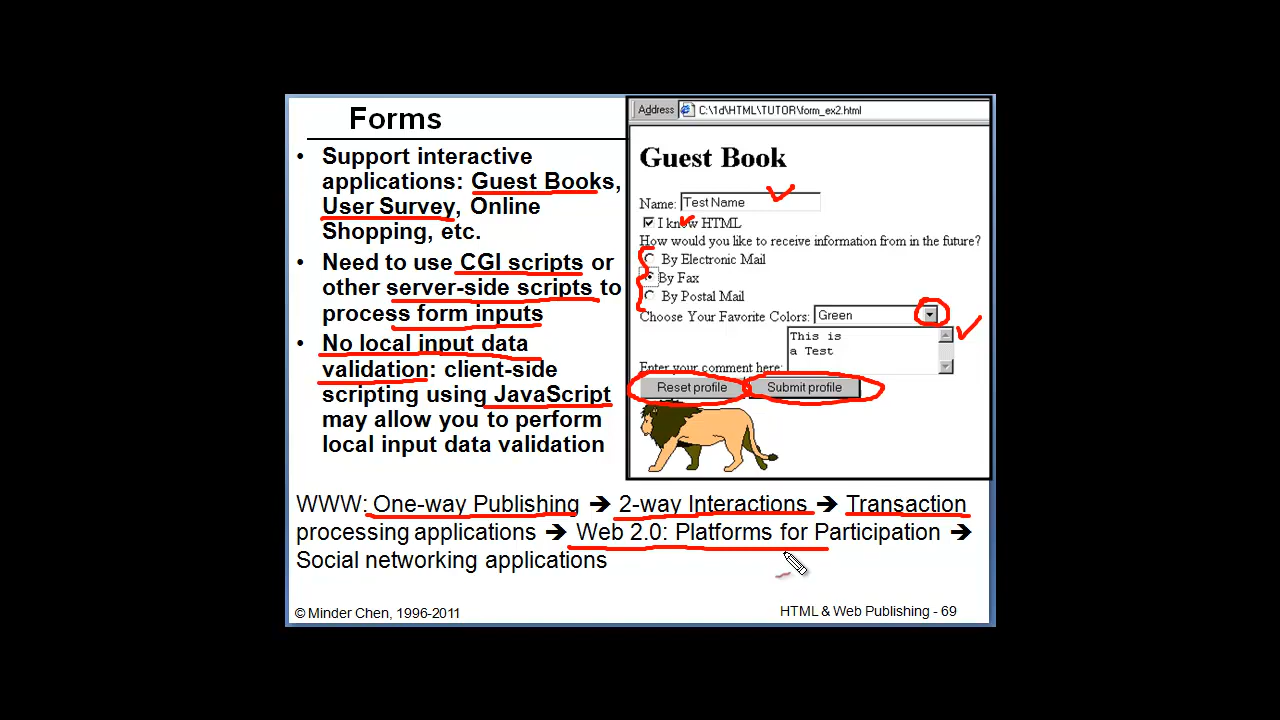 Forms
• Support interactive
applications: Guest Books,
User Survey, Online
Shopping, etc.
• Need to use CGI scripts or
other server-side scripts to
process form inputs
• No local input data
validation: client-side
scripting using JavaScript
may allow you to perform
local input data validation
Address C:\1d\HTML\TUTOR\form_ex2.html
Guest Book
Name: Test Name
I know HTML
How would you like to receive information from in the future?
By Electronic Mail
By Fax
By Postal Mail
Choose Your Favorite Colors: Green
This is
a Test
Enter your comment here:
Reset profile Submit profile
WWW: One-way Publishing ➔ 2-way Interactions ➔ Transaction
processing applications ➔ Web 2.0: Platforms for Participation ➔
Social networking applications
© Minder Chen, 1996-2011
HTML & Web Publishing - 69